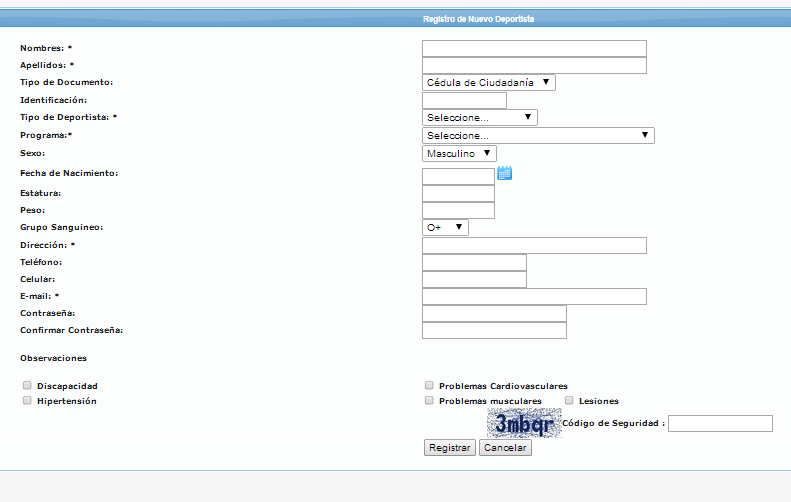 Registro de Nuevo Deportista
Nombres: *
Apellidos: *
Tipo de Documento: Cédula de Ciudadanía
Identificación:
Tipo de Deportista: * Seleccione...
Programa:* Seleccione...
Sexo: Masculino
Fecha de Nacimiento:
Estatura:
Peso:
Grupo Sanguineo: O+
Dirección: *
Teléfono:
Celular:
E-mail: *
Contraseña:
Confirmar Contraseña:
Observaciones
Discapacidad Problemas Cardiovasculares
Hipertensión Problemas musculares Lesiones
3mbqr Código de Seguridad :
Registrar Cancelar